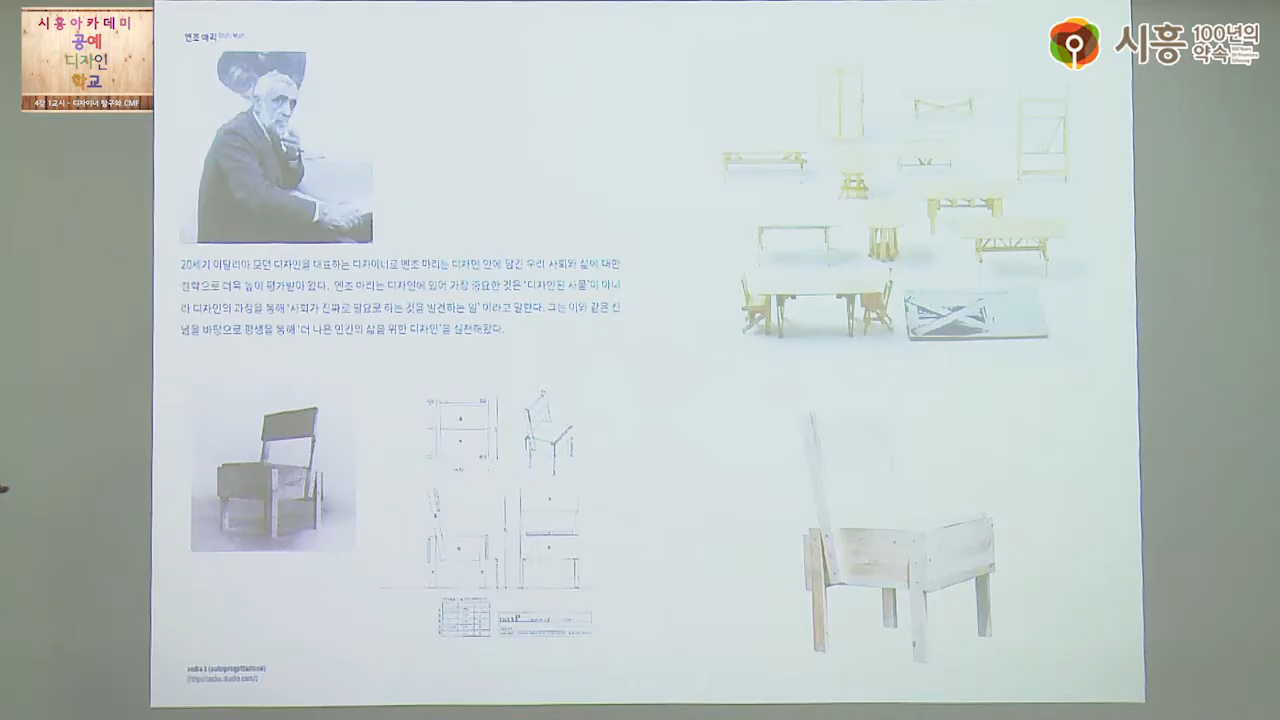 시흥아카데미
공예
디자인
학교
4강 1교시 - 디자이너 탐구와 CMF
시흥 100년의 약속
엔조 마리 Enzo Mari
20세기 이탈리아 모던 디자인을 대표하는 디자이너로 엔조 마리는 디자인 안에 담긴 우리 사회와 삶에 대한
철학으로 더욱 높이 평가받아 왔다. 엔조 마리는 디자인에 있어 가장 중요한 것은 ‘디자인된 사물’이 아니
라 디자인의 과정을 통해 ‘사회가 진짜로 필요로 하는 것을 발견하는 일’ 이라고 말한다. 그는 이와 같은 신
념을 바탕으로 평생을 통해 ‘더 나은 인간의 삶을 위한 디자인’을 실천해왔다.
sedia 1 (autoprogettazione)